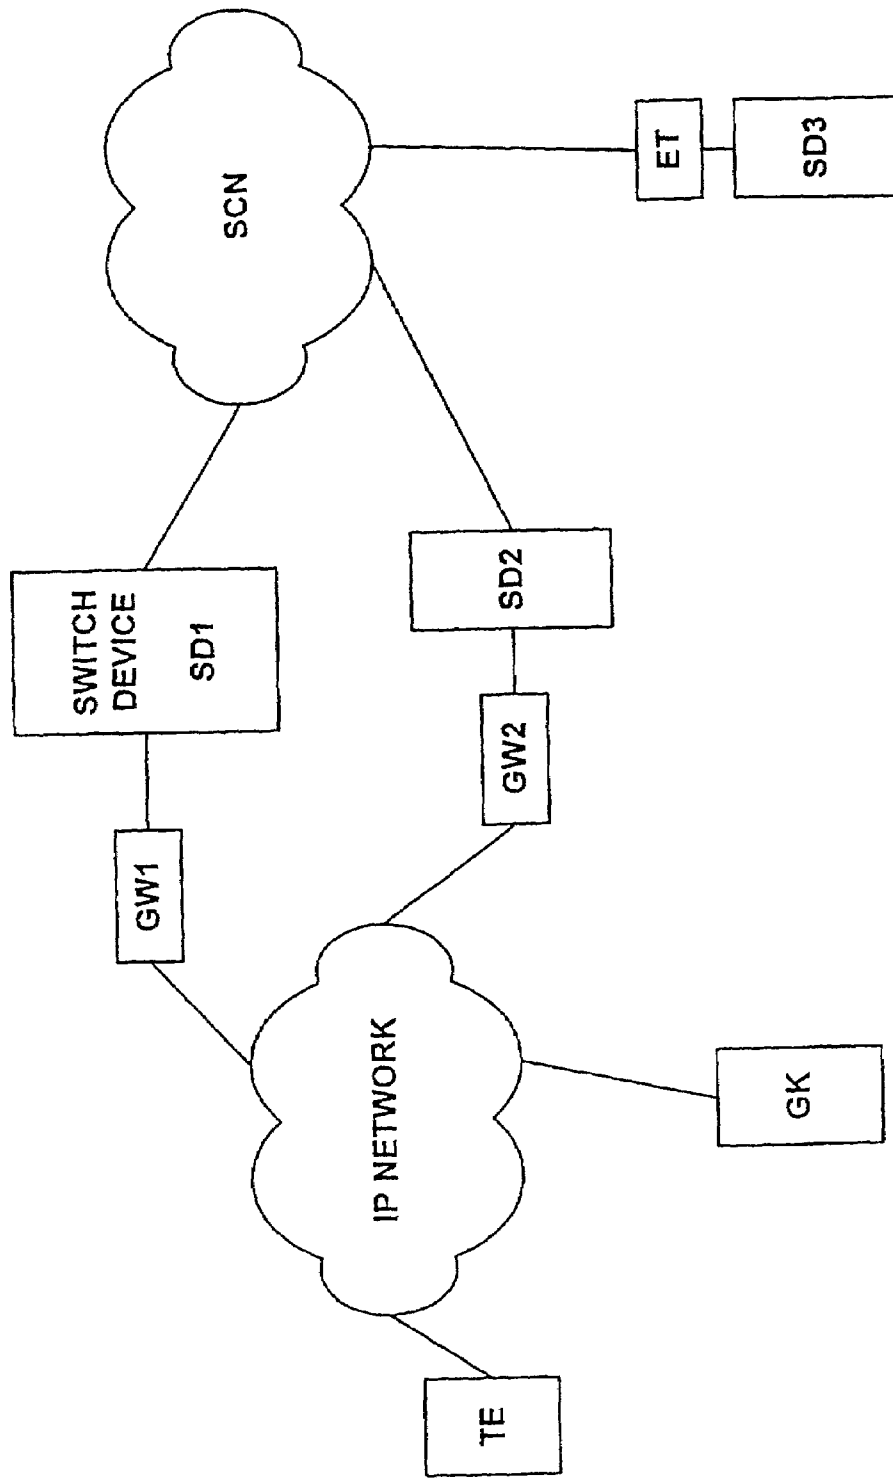 SWITCH
DEVICE
SD1
SCN
GW1
SD2
GW2
ET
SD3
IP NETWORK
TE
GK